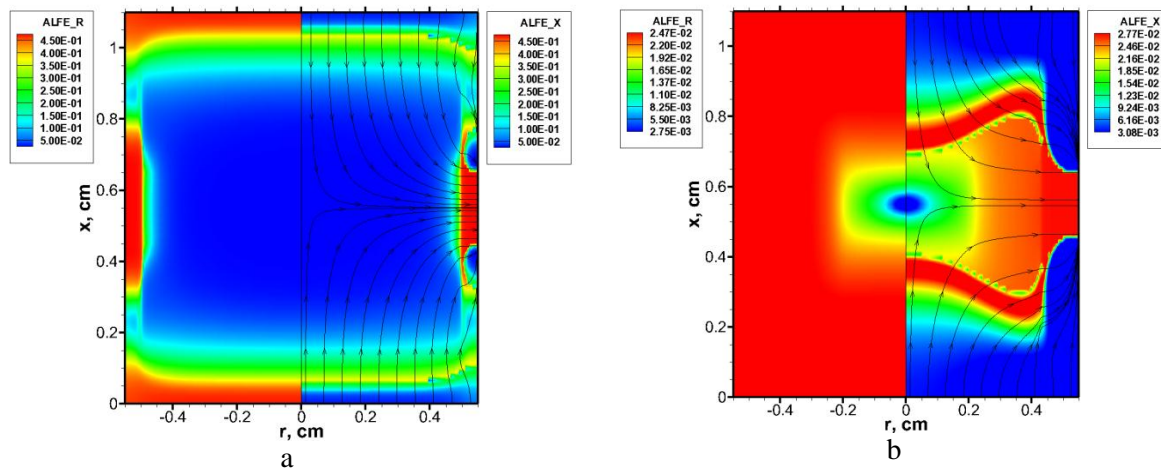 ALFE_R
4.50E-01
4.00E-01
3.50E-01
3.00E-01
2.50E-01
2.00E-01
1.50E-01
1.00E-01
5.00E-02
x, cm
1
0.8
0.6
0.4
0.2
0
-0.4
-0.2
0
0.2
0.4
r, cm
ALFE_X
4.50E-01
4.00E-01
3.50E-01
3.00E-01
2.50E-01
2.00E-01
1.50E-01
1.00E-01
5.00E-02
a
ALFE_R
2.47E-02
2.20E-02
1.92E-02
1.65E-02
1.37E-02
1.10E-02
8.25E-03
5.50E-03
2.75E-03
x, cm
1
0.8
0.6
0.4
0.2
0
-0.4
-0.2
0
0.2
0.4
r, cm
ALFE_X
2.77E-02
2.46E-02
2.16E-02
1.85E-02
1.54E-02
1.23E-02
9.24E-03
6.16E-03
3.08E-03
b